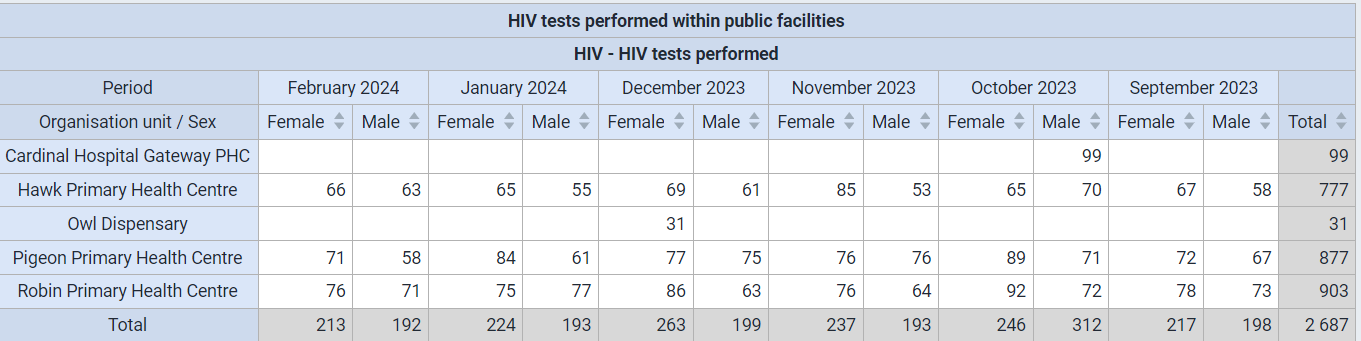 HIV tests performed within public facilities
HIV - HIV tests performed
Period February 2024 January 2024 December 2023 November 2023 October 2023 September 2023
Organisation unit / Sex Female Male Female Male Female Male Female Male Female Male Female Male Total
Cardinal Hospital Gateway PHC 99 99
Hawk Primary Health Centre 66 63 65 55 69 61 85 53 65 70 67 58 777
Owl Dispensary 31 31
Pigeon Primary Health Centre 71 58 84 61 77 75 76 76 89 71 72 67 877
Robin Primary Health Centre 76 71 75 77 86 63 76 64 92 72 78 73 903
Total 213 192 224 193 263 199 237 193 246 312 217 198 2 687